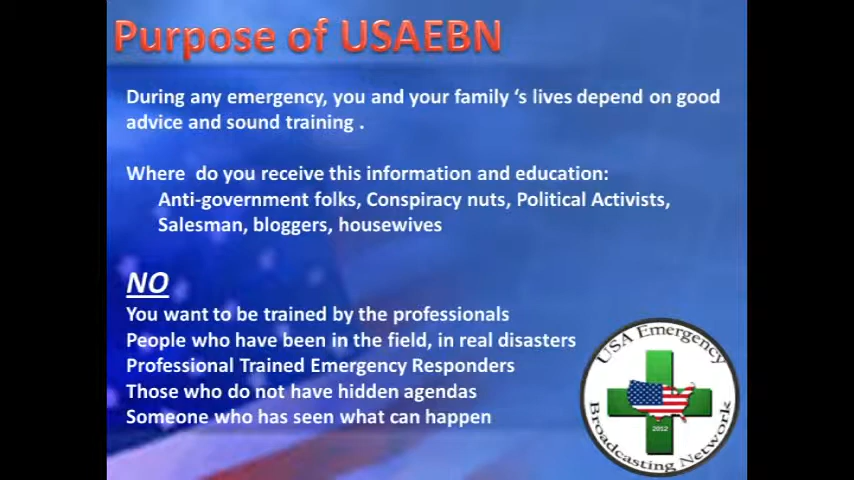 Purpose of USAEBN
During any emergency, you and your family 's lives depend on good
advice and sound training .
Where  do you receive this information and education:
Anti-government folks, Conspiracy nuts, Political Activists,
Salesman, bloggers, housewives
NO
You want to be trained by the professionals
People who have been in the field, in real disasters
Professional Trained Emergency Responders
Those who do not have hidden agendas
Someone who has seen what can happen
USA Emergency
2012
Broadcasting Network